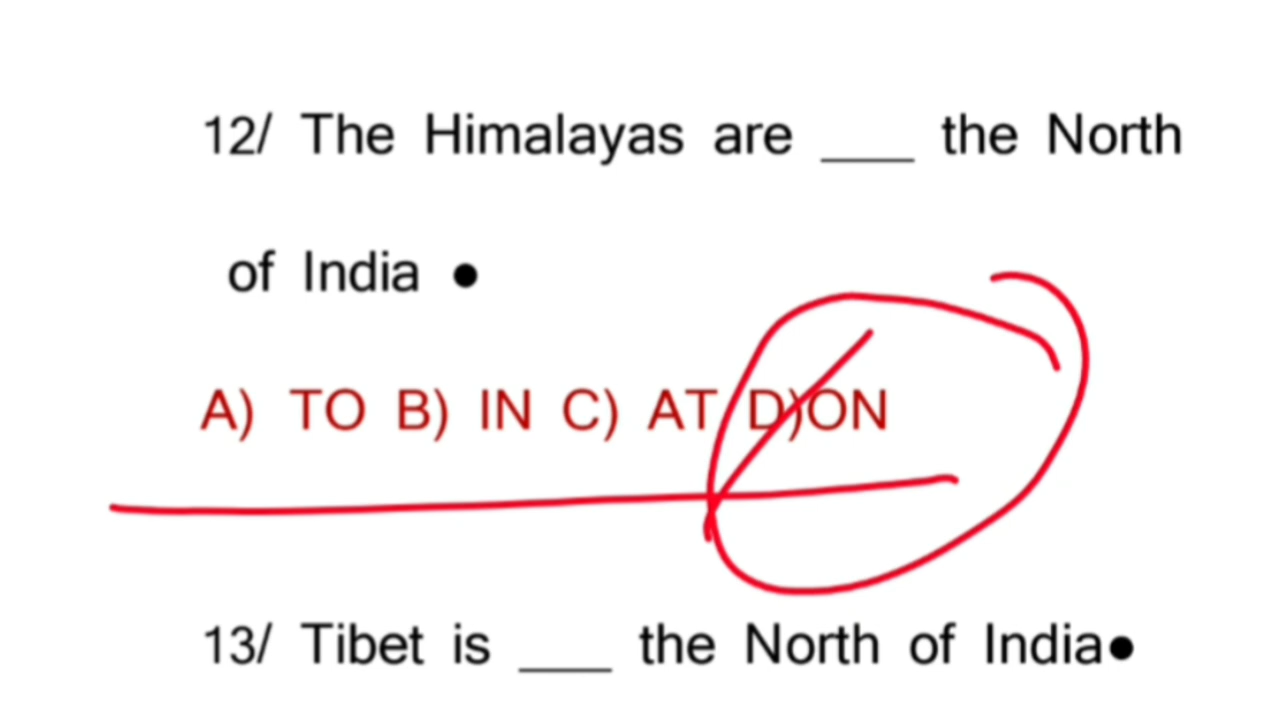 12/ The Himalayas are ___ the North
of India ●
A) TO B) IN C) AT D)ON
13/ Tibet is ___ the North of India●